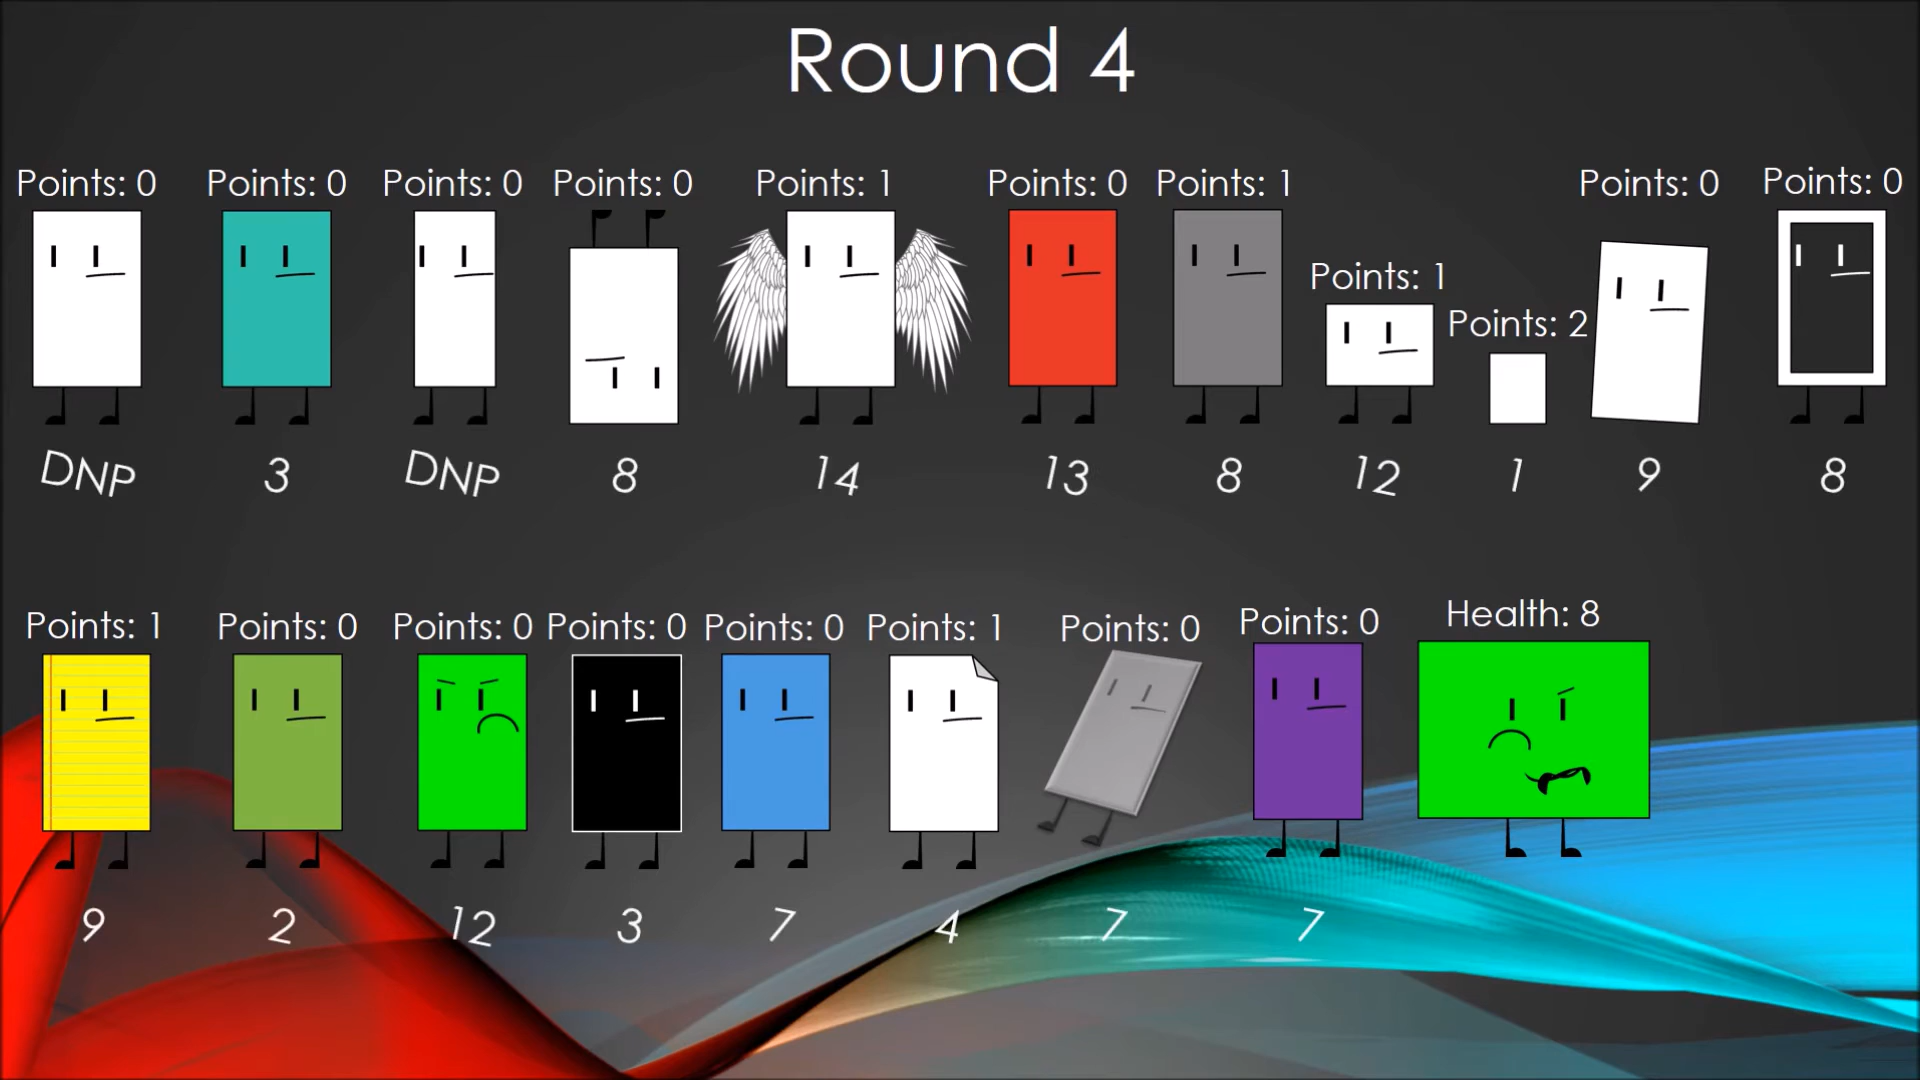 Round 4
Points: 0 Points: 0 Points: 0 Points: 0 Points: 1 Points: 0 Points: 1 Points: 1 Points: 2 Points: 0 Points: 0
DNP 3 DNP 8 14 13 8 12 1 9 8
Points: 1 Points: 0 Points: 0 Points: 0 Points: 0 Points: 1 Points: 0 Points: 0 Health: 8
9 2 12 3 7 4 7 7